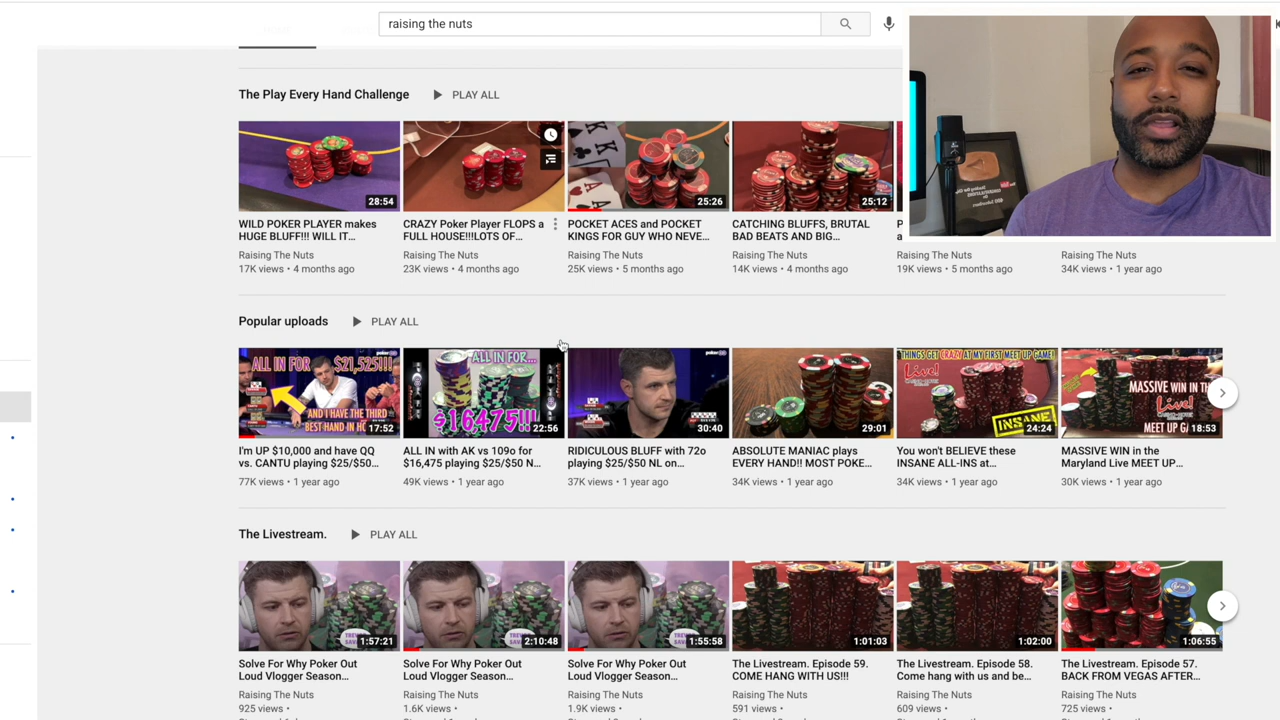 raising the nuts
The Play Every Hand Challenge PLAY ALL
28:54
25:26
25:12
WILD POKER PLAYER makes
HUGE BLUFF!!! WILL IT...
Raising The Nuts
17K views • 4 months ago
CRAZY Poker Player FLOPS a
FULL HOUSE!!!LOTS OF...
Raising The Nuts
23K views • 4 months ago
POCKET ACES and POCKET
KINGS FOR GUY WHO NEVE...
Raising The Nuts
25K views • 5 months ago
CATCHING BLUFFS, BRUTAL
BAD BEATS AND BIG...
Raising The Nuts
14K views • 4 months ago
Raising The Nuts
19K views • 5 months ago
Raising The Nuts
34K views • 1 year ago
Popular uploads PLAY ALL
ALL IN FOR $21,525!!!
AND I HAVE THE THIRD
BEST HAND IN HO
17:52
ALL IN FOR...
$16475!!!
22:56
30:40
29:01
THINGS GET CRAZY AT MY FIRST MEET UP GAME!
Live!
INSANE!
24:24
MASSIVE WIN IN TH
Live!
MEET UP G
18:53
I'm UP $10,000 and have QQ
vs. CANTU playing $25/$50...
77K views • 1 year ago
ALL IN with AK vs 109o for
$16,475 playing $25/$50 N...
49K views • 1 year ago
RIDICULOUS BLUFF with 72o
playing $25/$50 NL on...
37K views • 1 year ago
ABSOLUTE MANIAC plays
EVERY HAND!! MOST POKE...
34K views • 1 year ago
You won't BELIEVE these
INSANE ALL-INS at...
34K views • 1 year ago
MASSIVE WIN in the
Maryland Live MEET UP...
30K views • 1 year ago
The Livestream. PLAY ALL
1:57:21
2:10:48
1:55:58
1:01:03
1:02:00
1:06:55
Solve For Why Poker Out
Loud Vlogger Season...
Raising The Nuts
925 views •
Solve For Why Poker Out
Loud Vlogger Season...
Raising The Nuts
1.6K views •
Solve For Why Poker Out
Loud Vlogger Season...
Raising The Nuts
1.9K views •
The Livestream. Episode 59.
COME HANG WITH US!!!
Raising The Nuts
591 views •
The Livestream. Episode 58.
Come hang with us and be...
Raising The Nuts
609 views •
The Livestream. Episode 57.
BACK FROM VEGAS AFTER...
Raising The Nuts
725 views •